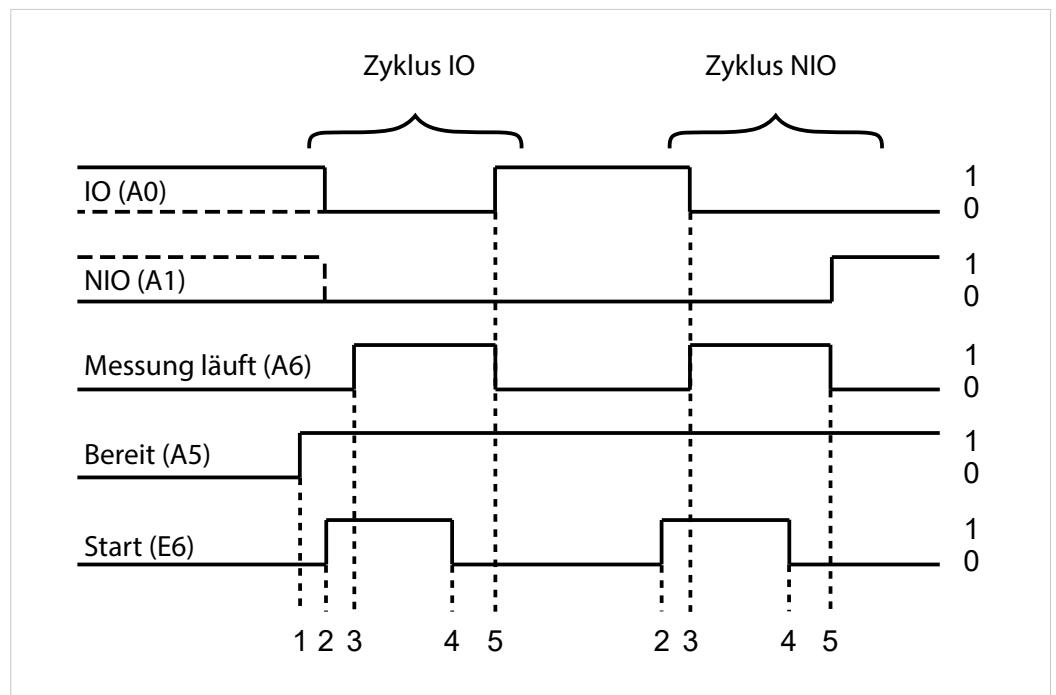 Zyklus IO Zyklus NIO
IO (A0)
1
0
NIO (A1)
1
0
Messung läuft (A6)
1
0
Bereit (A5)
1
0
Start (E6)
1
0
1 2 3 4 5 2 3 4 5